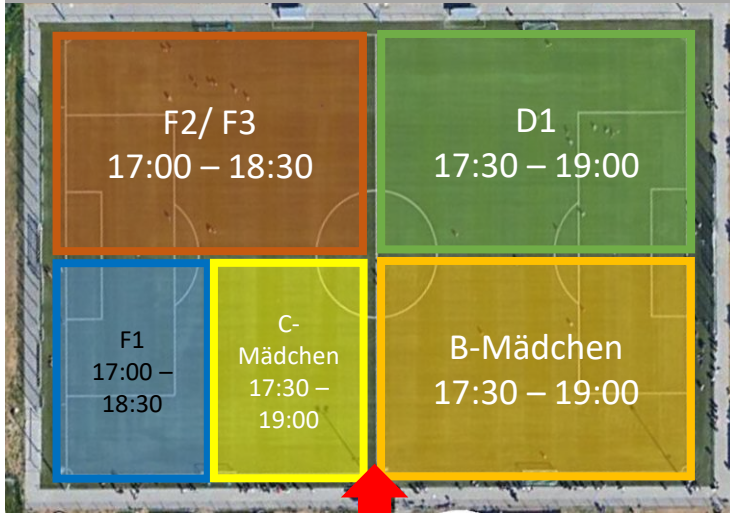 F2/ F3
17:00 – 18:30
D1
17:30 – 19:00
F1
17:00 –
18:30
C-
Mädchen
17:30 –
19:00
B-Mädchen
17:30 – 19:00